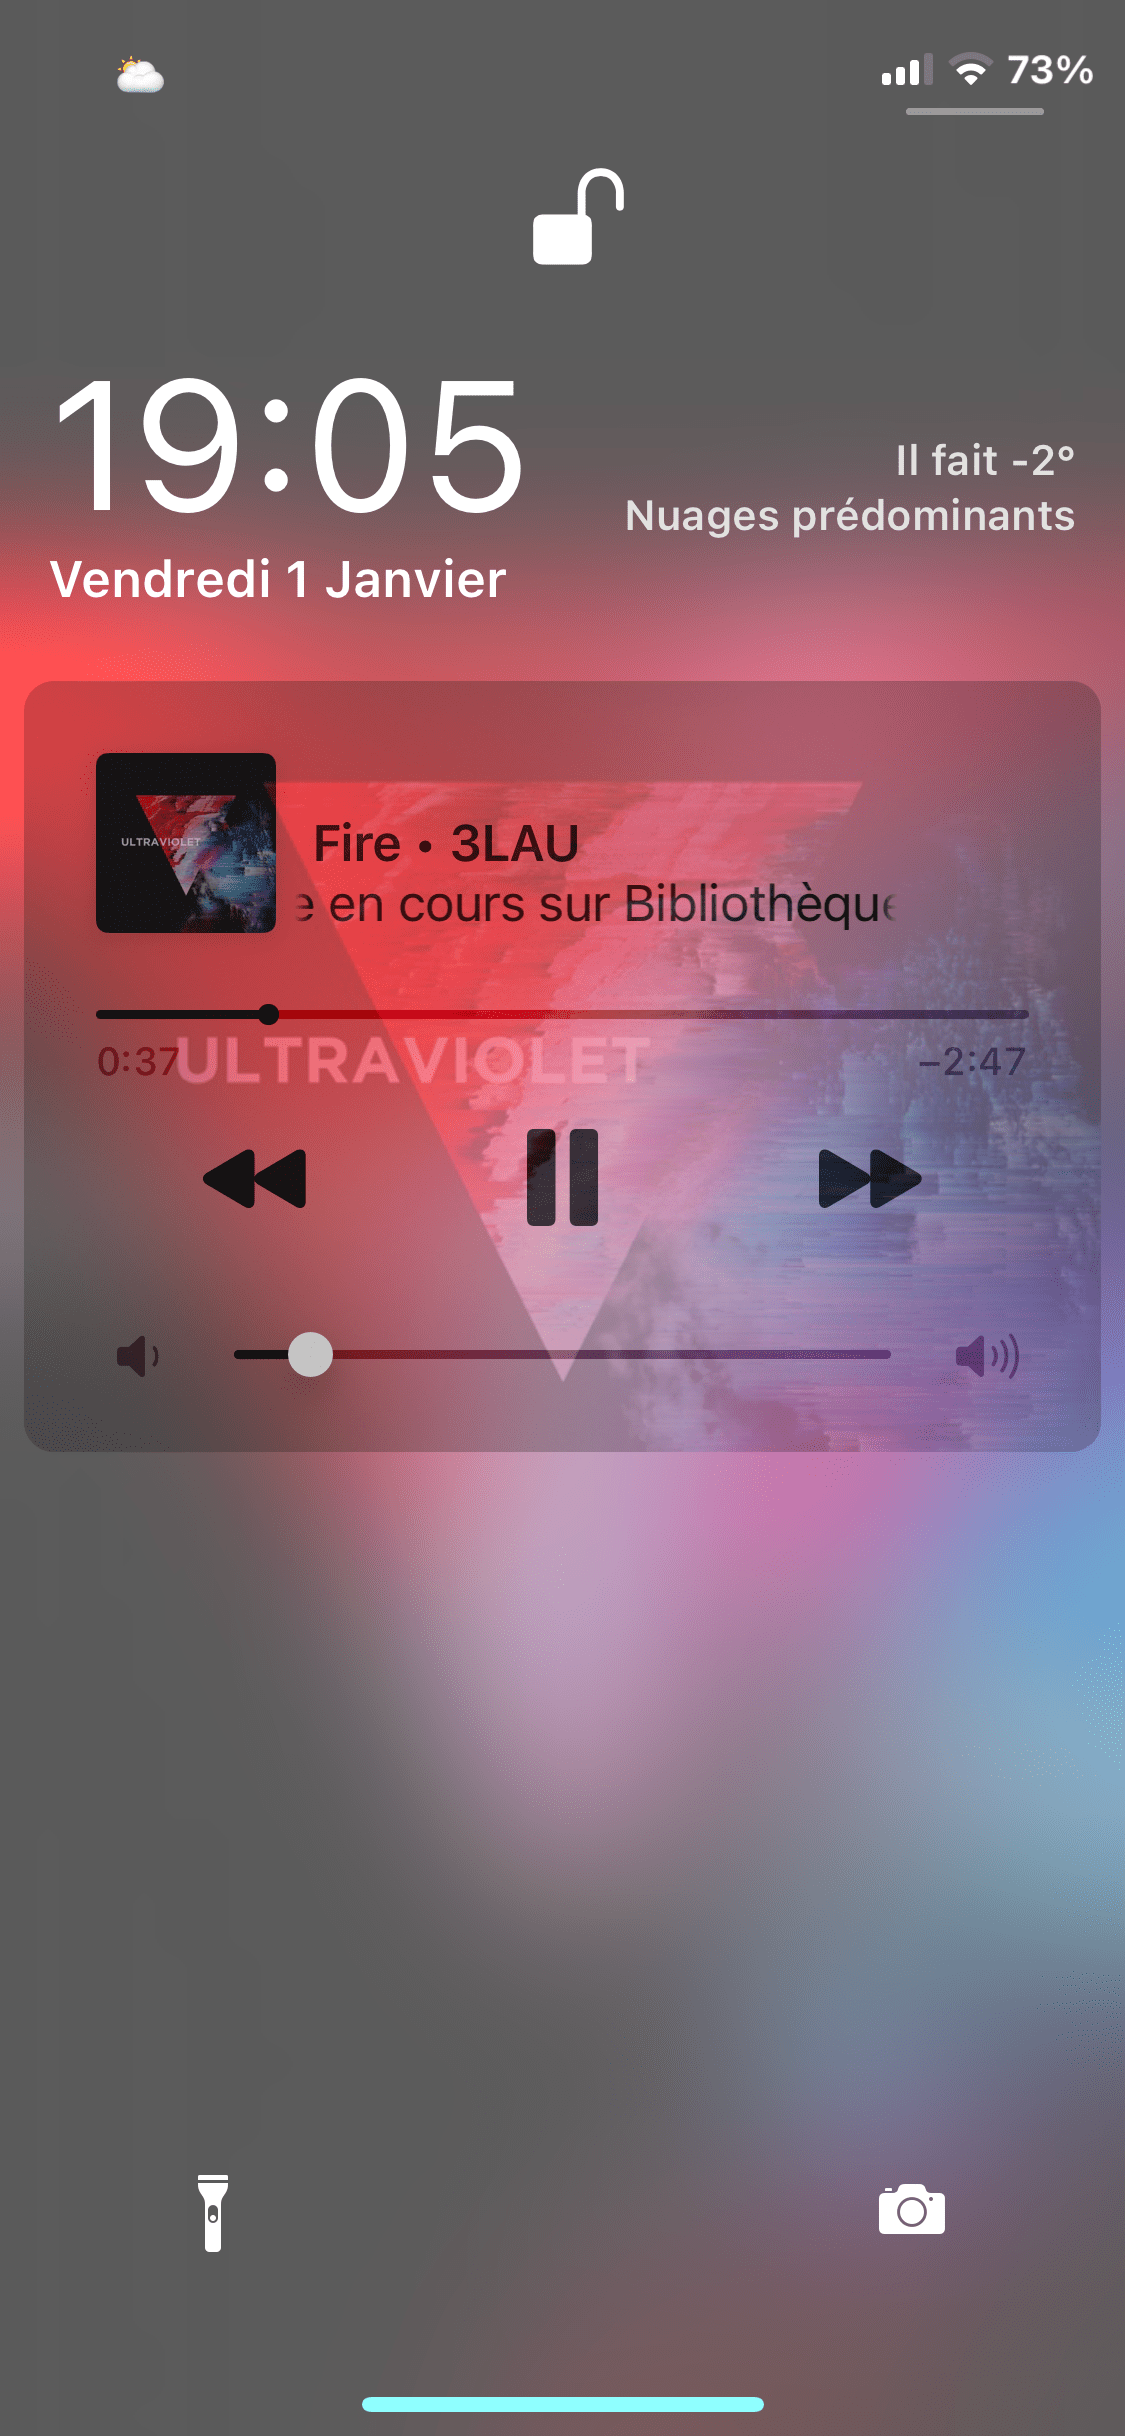 73%
19:05
Il fait -2°
Nuages prédominants
Vendredi 1 Janvier
ULTRAVIOLET
Fire • 3LAU
en cours sur Bibliothèque
0:37
−2:47
ULTRAVIOLET